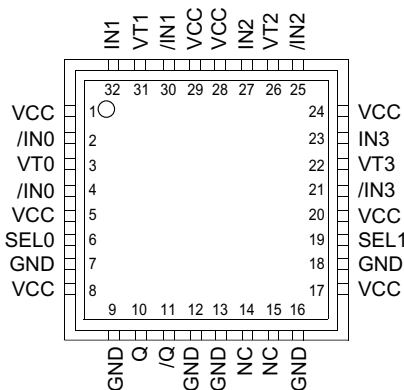 IN1 VT1 /IN1 VCC VCC IN2 VT2 /IN2
32 31 30 29 28 27 26 25
VCC 1 24 VCC
/IN0 2 23 IN3
VT0 3 22 VT3
/IN0 4 21 /IN3
VCC 5 20 VCC
SEL0 6 19 SEL1
GND 7 18 GND
VCC 8 17 VCC
9 10 11 12 13 14 15 16
GND Q /Q GND GND NC NC GND